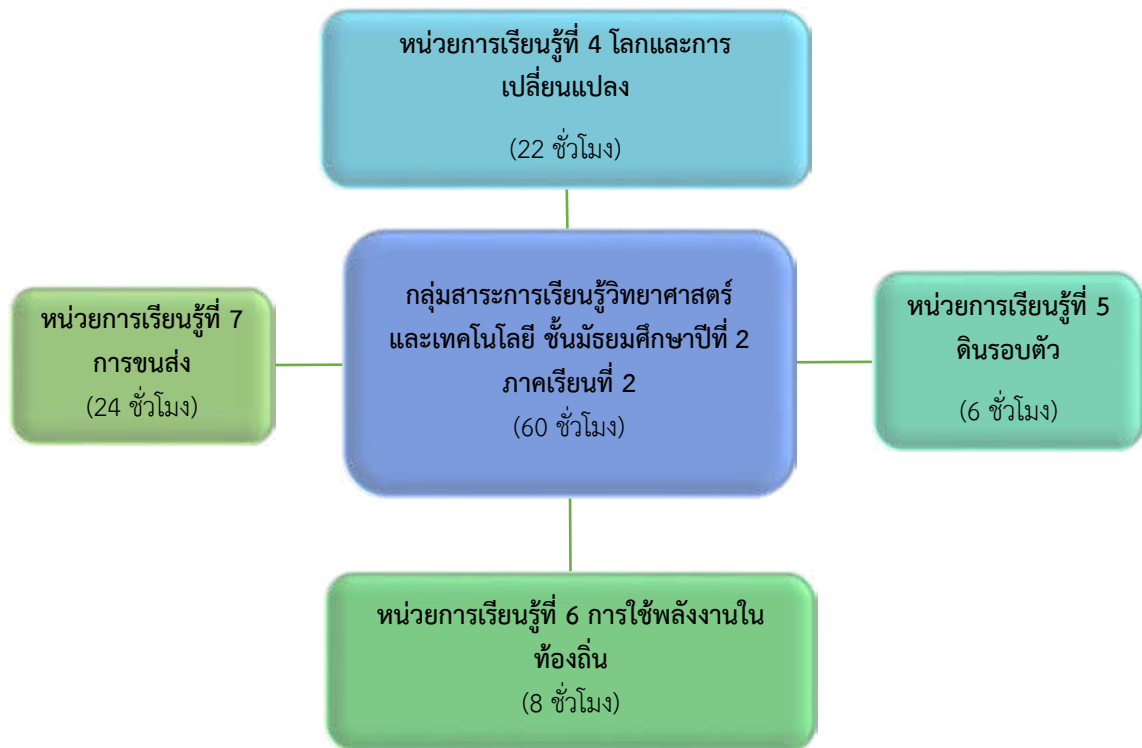 หน่วยการเรียนรู้ที่ 4 โลกและการ
เปลี่ยนแปลง
(22 ชั่วโมง)
กลุ่มสาระการเรียนรู้วิทยาศาสตร์
และเทคโนโลยี ชั้นมัธยมศึกษาปีที่ 2
ภาคเรียนที่ 2
(60 ชั่วโมง)
หน่วยการเรียนรู้ที่ 7
การขนส่ง
(24 ชั่วโมง)
หน่วยการเรียนรู้ที่ 5
ดินรอบตัว
(6 ชั่วโมง)
หน่วยการเรียนรู้ที่ 6 การใช้พลังงานใน
ท้องถิ่น
(8 ชั่วโมง)